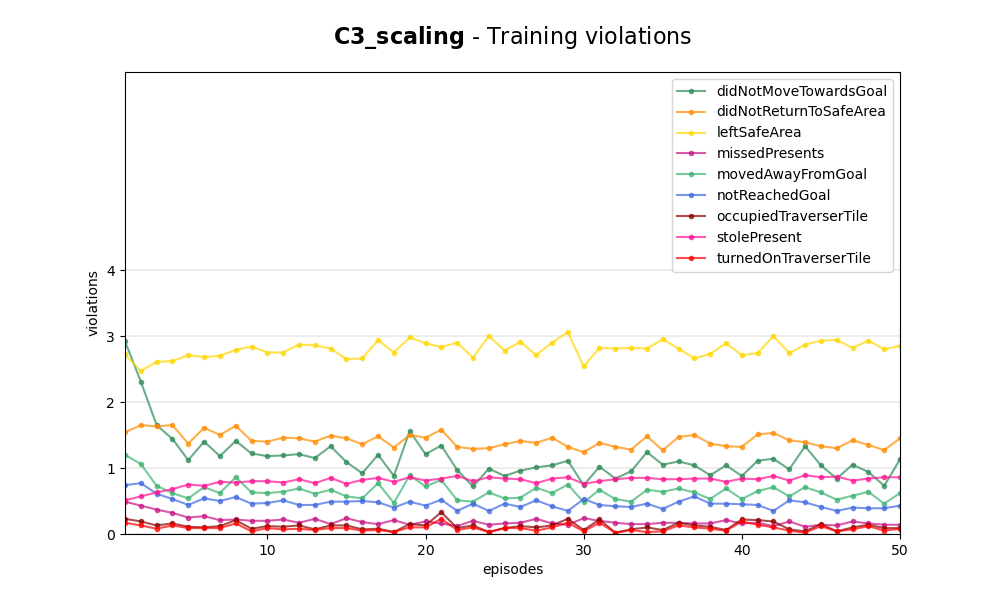 C3_scaling - Training violations
didNotMoveTowardsGoal
didNotReturnToSafeArea
leftSafeArea
missedPresents
movedAwayFromGoal
notReachedGoal
occupiedTraverserTile
stolePresent
turnedOnTraverserTile
violations
4
3
2
1
0
10
20
30
40
50
episodes